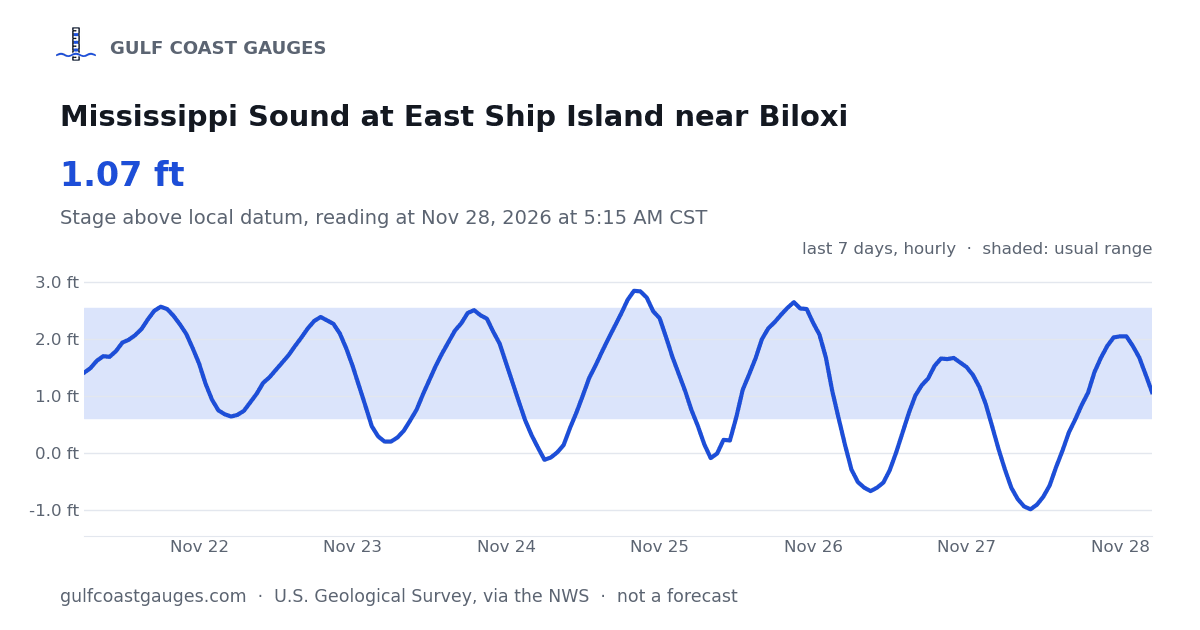 GULF COAST GAUGES
Mississippi Sound at East Ship Island near Biloxi
1.07 ft
Stage above local datum, reading at Nov 28, 2026 at 5:15 AM CST
last 7 days, hourly · shaded: usual range
3.0 ft
2.0 ft
1.0 ft
0.0 ft
-1.0 ft
Nov 22 Nov 23 Nov 24 Nov 25 Nov 26 Nov 27 Nov 28
gulfcoastgauges.com · U.S. Geological Survey, via the NWS · not a forecast